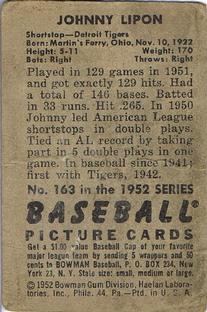 JOHNNY LIPON
Shortstop—Detroit Tigers
Born: Martin's Ferry, Ohio, Nov. 10, 1922
Height: 5-11 Weight: 170
Bats: Right Throws: Right
Played in 129 games in 1951,
and got exactly 129 hits. Had
a total of 146 bases. Batted
in 33 runs. Hit .265. In 1950
Johnny led American League
shortstops in double plays.
Tied an AL record by taking
part in 5 double plays in one
game. In baseball since 1941;
first with Tigers, 1942.
No. 163 in the 1952 SERIES
BASEBALL
PICTURE CARDS
Get a $1.00 value Baseball Cap of your favorite
major league team by sending 5 wrappers and 50
cents to BOWMAN Baseball, P. O. BOX 234, New
York 23, N. Y. State size: small, medium or large.
©1952 Bowman Gum Division, Haelan Labora-
tories, Inc., Phila. 44, Pa.—Ptd. in U. S. A.